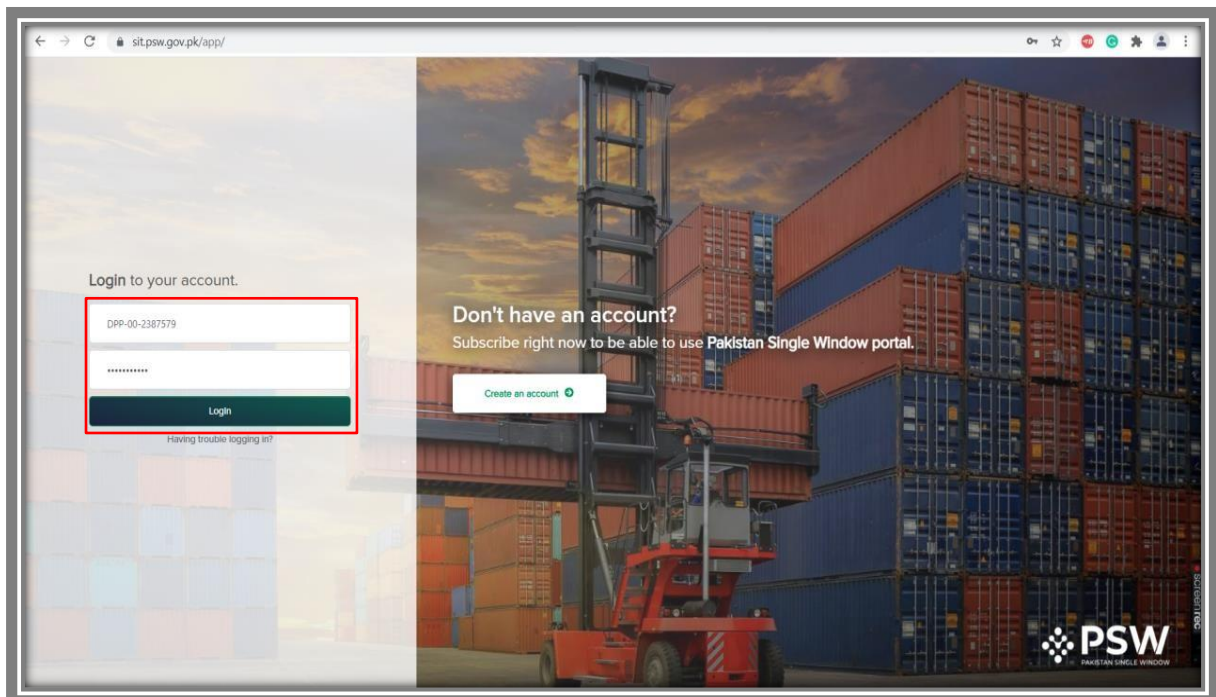 sit.psw.gov.pk/app/
Login to your account.
DPP-00-2387579
•••••••••••
Login
Having trouble logging in?
Don't have an account?
Subscribe right now to be able to use Pakistan Single Window portal.
Create an account
screenrec
PSW
PAKISTAN SINGLE WINDOW